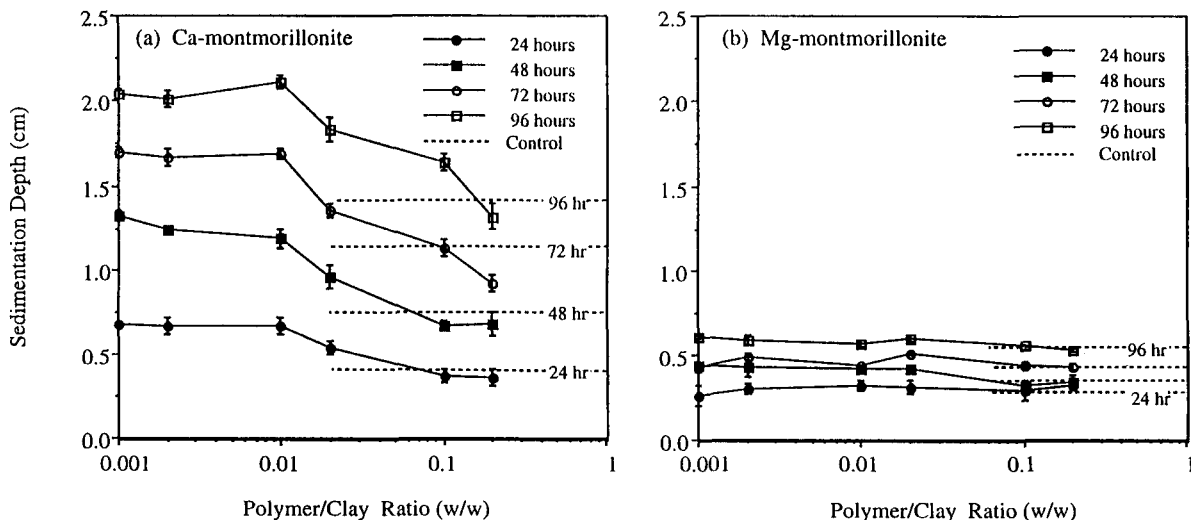 2.5
2.0
1.5
1.0
0.5
0.0
Sedimentation Depth (cm)
(a) Ca-montmorillonite
24 hours
48 hours
72 hours
96 hours
Control
96 hr
72 hr
48 hr
24 hr
0.001
0.01
0.1
1
Polymer/Clay Ratio (w/w)
2.5
2.0
1.5
1.0
0.5
0.0
(b) Mg-montmorillonite
24 hours
48 hours
72 hours
96 hours
Control
96 hr
24 hr
0.001
0.01
0.1
1
Polymer/Clay Ratio (w/w)